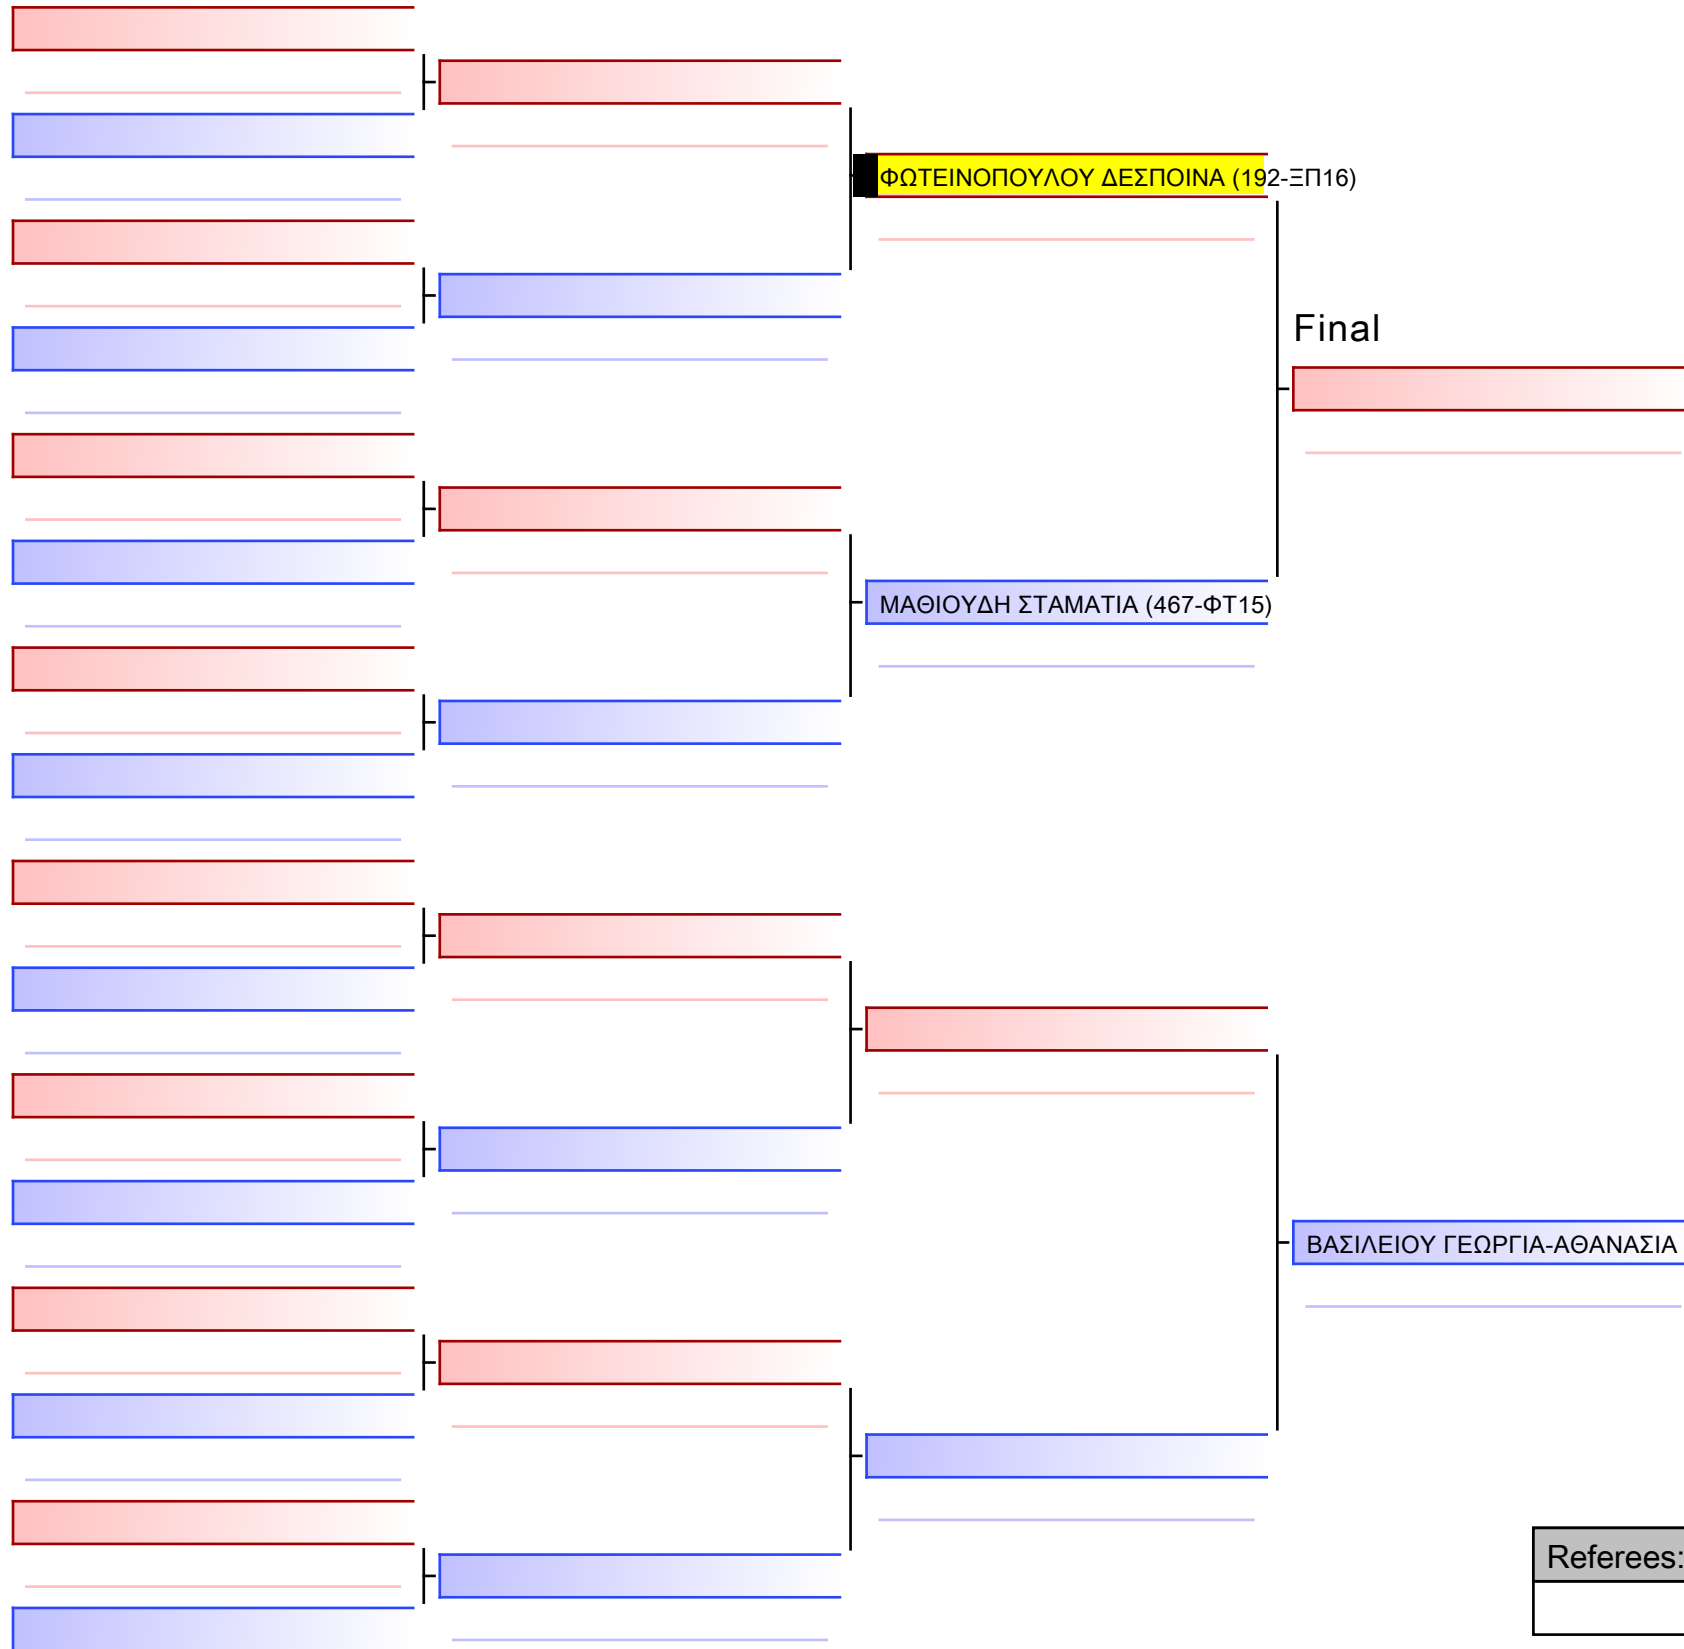 ΦΩΤΕΙΝΟΠΟΥΛΟΥ ΔΕΣΠΟΙΝΑ (192-ΞΠ16)
Final
ΜΑΘΙΟΥΔΗ ΣΤΑΜΑΤΙΑ (467-ΦΤ15)
ΒΑΣΙΛΕΙΟΥ ΓΕΩΡΓΙΑ-ΑΘΑΝΑΣΙΑ
Referees: